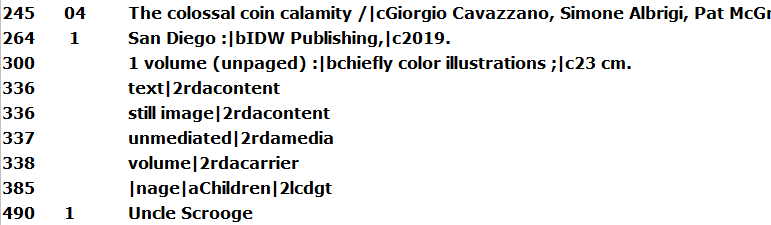 245 04 The colossal coin calamity /|cGiorgio Cavazzano, Simone Albrigi, Pat
264 1 San Diego :|bIDW Publishing,|c2019.
300 1 volume (unpaged) :|bchiefly color illustrations ;|c23 cm.
336 text|2rdacontent
336 still image|2rdacontent
337 unmediated|2rdamedia
338 volume|2rdacarrier
385 |nage|aChildren|2lcdgt
490 1 Uncle Scrooge